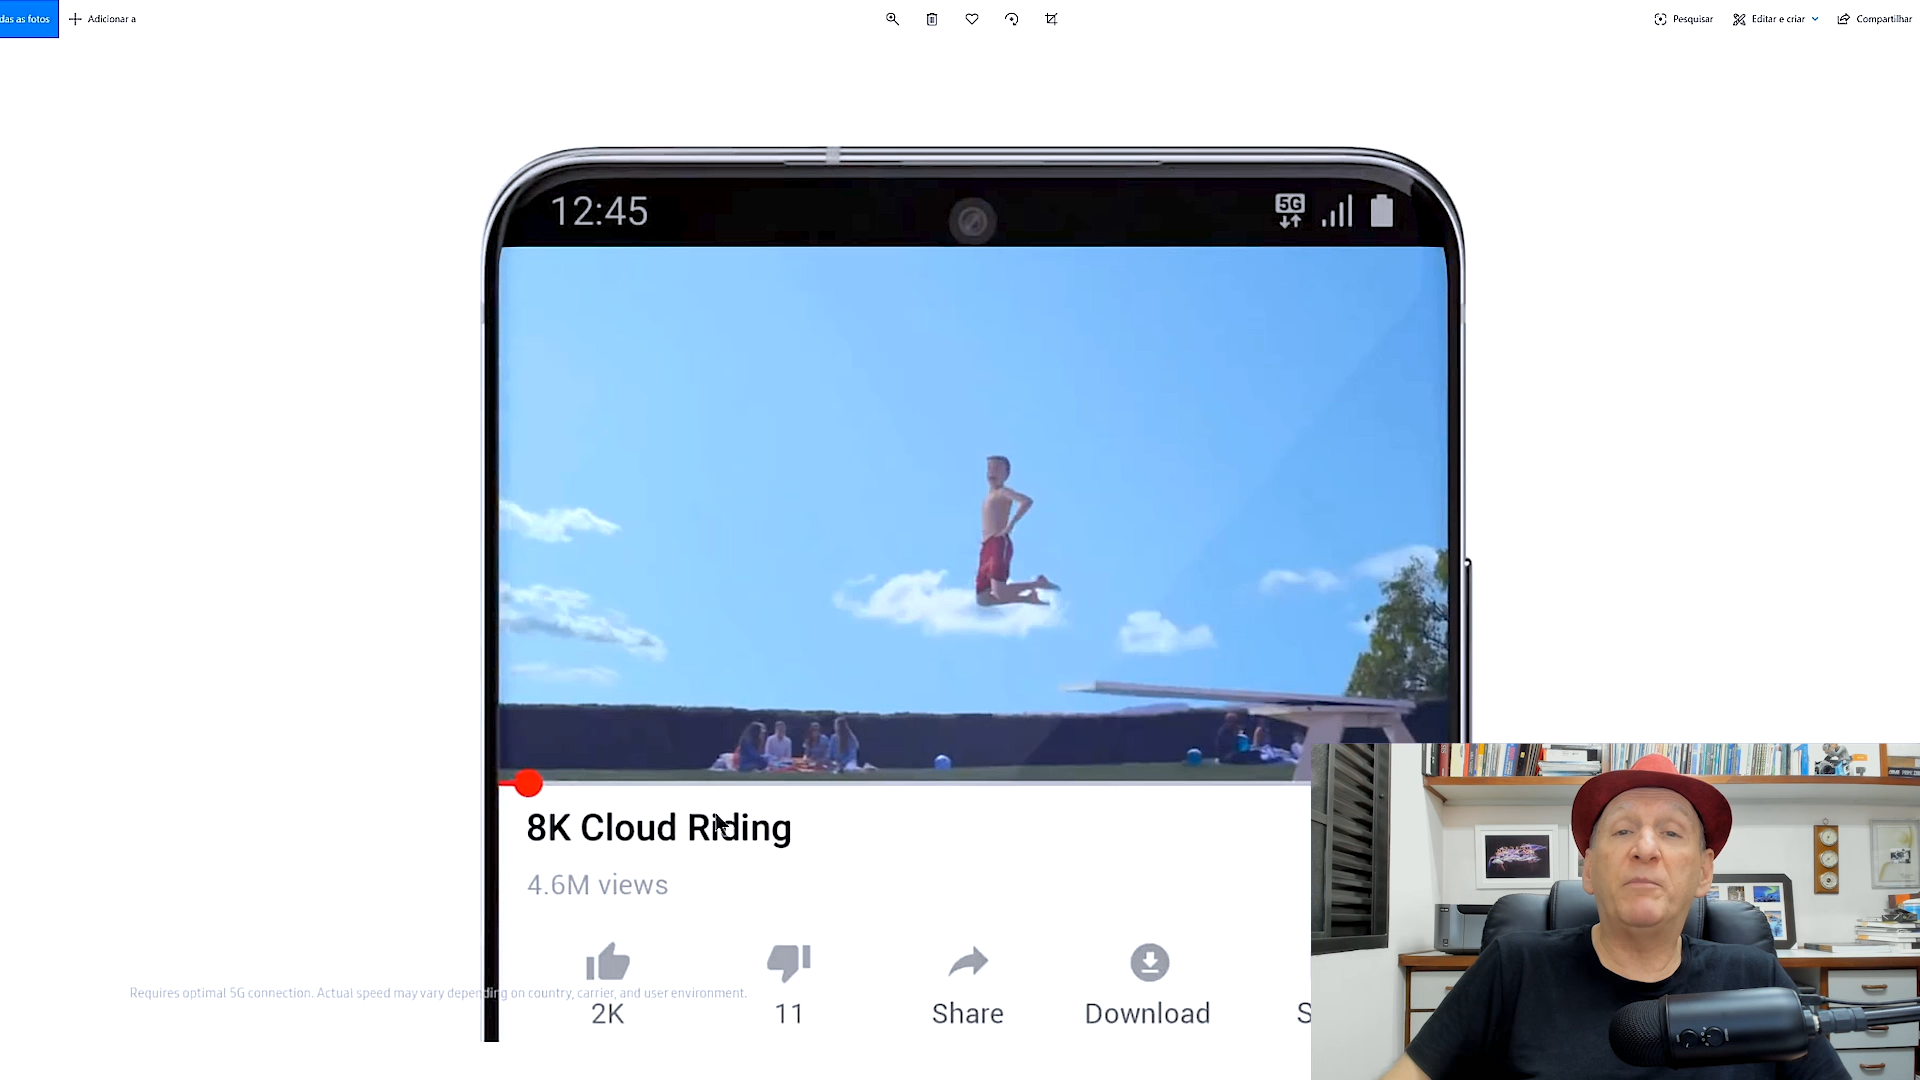 das as fotos
Adicionar a
Pesquisar
Editar e criar
Compartilhar
12:45
5G
8K Cloud Riding
4.6M views
Requires optimal 5G connection. Actual speed may vary depending on country, carrier, and user environment.
2K
11
Share
Download
S